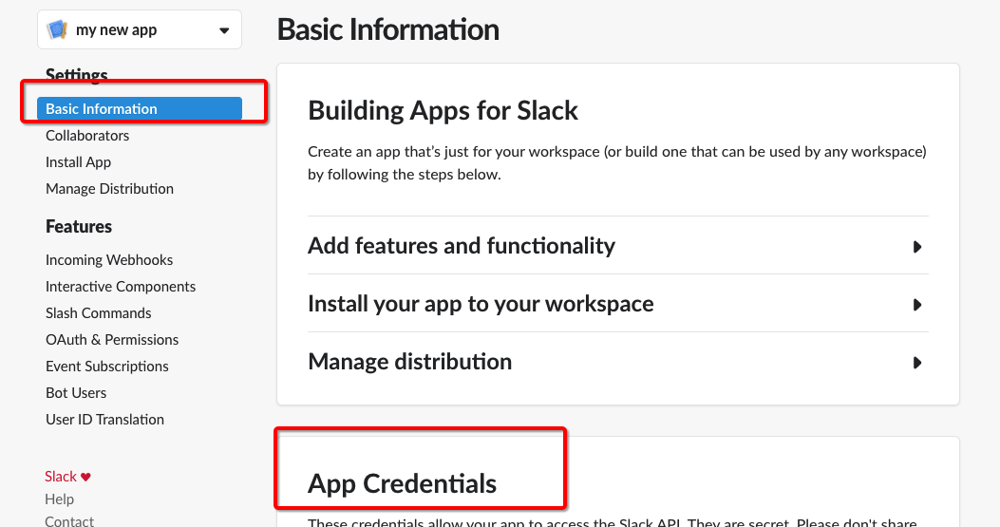 my new app
Settings
Basic Information
Collaborators
Install App
Manage Distribution
Features
Incoming Webhooks
Interactive Components
Slash Commands
OAuth & Permissions
Event Subscriptions
Bot Users
User ID Translation
Slack ♥
Help
Contact
Basic Information
Building Apps for Slack
Create an app that's just for your workspace (or build one that can be used by any workspace)
by following the steps below.
Add features and functionality
Install your app to your workspace
Manage distribution
App Credentials
These credentials allow your app to access the Slack API. They are secret. Please don't share